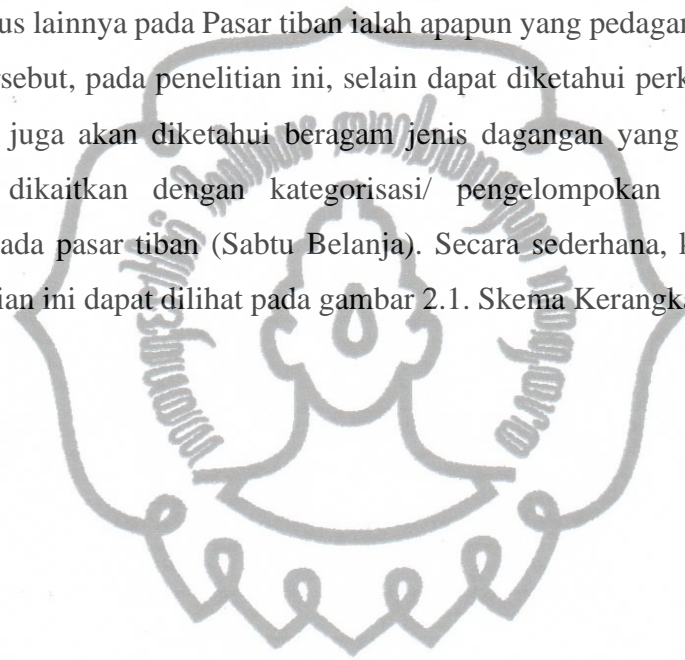 us lainnya pada Pasar tiban ialah apapun yang pedagan
sebut, pada penelitian ini, selain dapat diketahui perk
juga akan diketahui beragam jenis dagangan yang
dikaitkan dengan kategorisasi/ pengelompokan
ada pasar tiban (Sabtu Belanja). Secara sederhana,
ian ini dapat dilihat pada gambar 2.1. Skema Kerangka